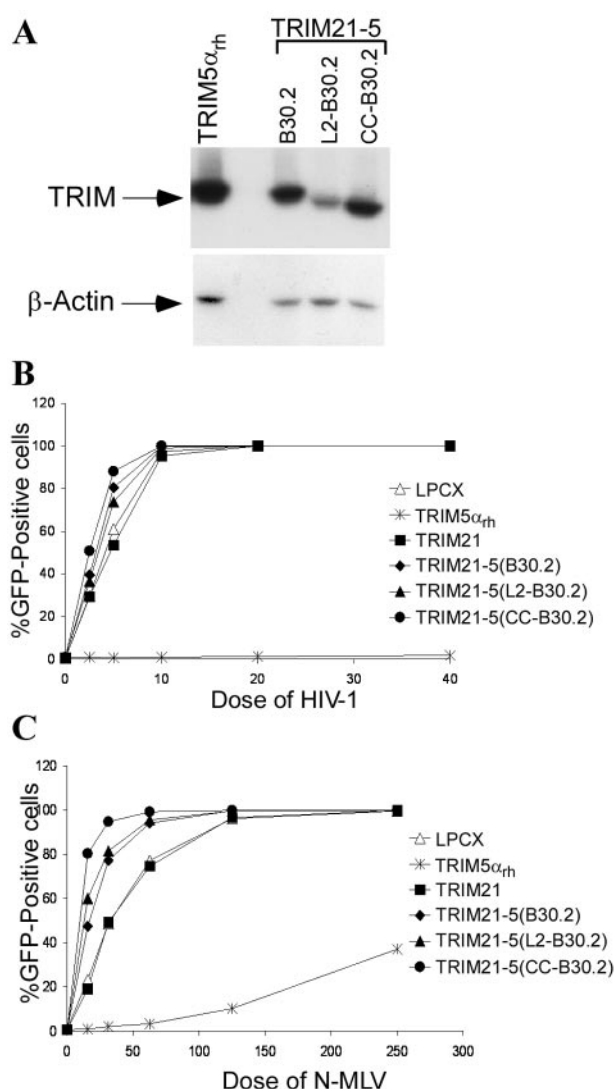 A
TRIM21-5
TRIM5αrh
B30.2
L2-B30.2
CC-B30.2
TRIM
β-Actin
B
%GFP-Positive cells
120
100
80
60
40
20
0
0 10 20 30 40
Dose of HIV-1
LPCX
TRIM5αrh
TRIM21
TRIM21-5(B30.2)
TRIM21-5(L2-B30.2)
TRIM21-5(CC-B30.2)
C
%GFP-Positive cells
120
100
80
60
40
20
0
0 50 100 150 200 250 300
Dose of N-MLV
LPCX
TRIM5αrh
TRIM21
TRIM21-5(B30.2)
TRIM21-5(L2-B30.2)
TRIM21-5(CC-B30.2)